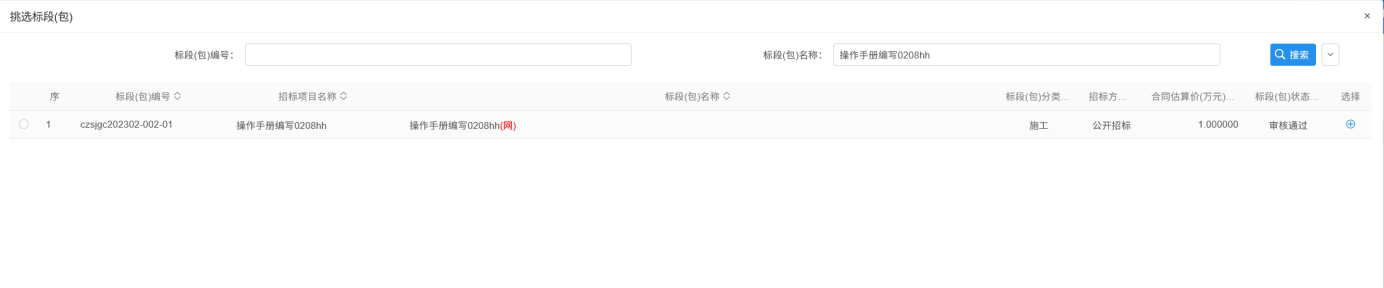 挑选标段(包) ×
标段(包)编号: 标段(包)名称: 操作手册编写0208hh 搜索
序 标段(包)编号 招标项目名称 标段(包)名称 标段(包)分类... 招标方... 合同估算价(万元)... 标段(包)状态... 选择
1 czsjgc202302-002-01 操作手册编写0208hh 操作手册编写0208hh(网) 施工 公开招标 1.000000 审核通过